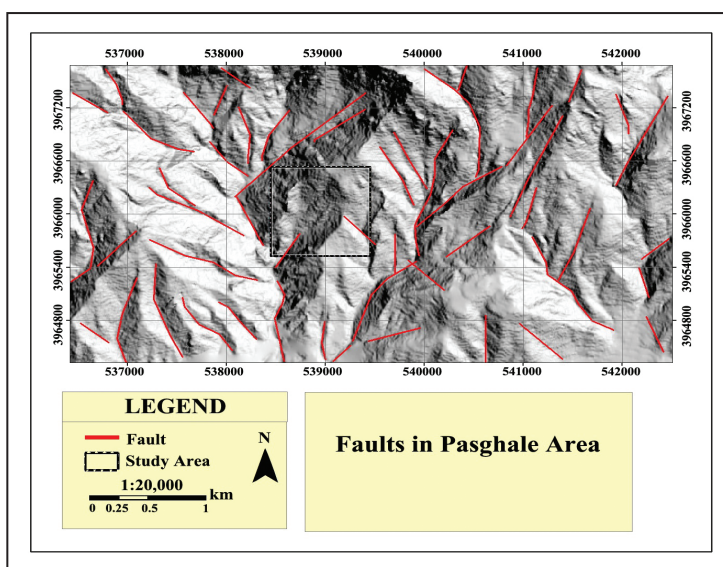 537000 538000 539000 540000 541000 542000
3967200 3967200
3966600 3966600
3966000 3966000
3965400 3965400
3964800 3964800
537000 538000 539000 540000 541000 542000
LEGEND
Fault
Study Area
N
1:20,000
km
0 0.25 0.5 1
Faults in Pasghale Area